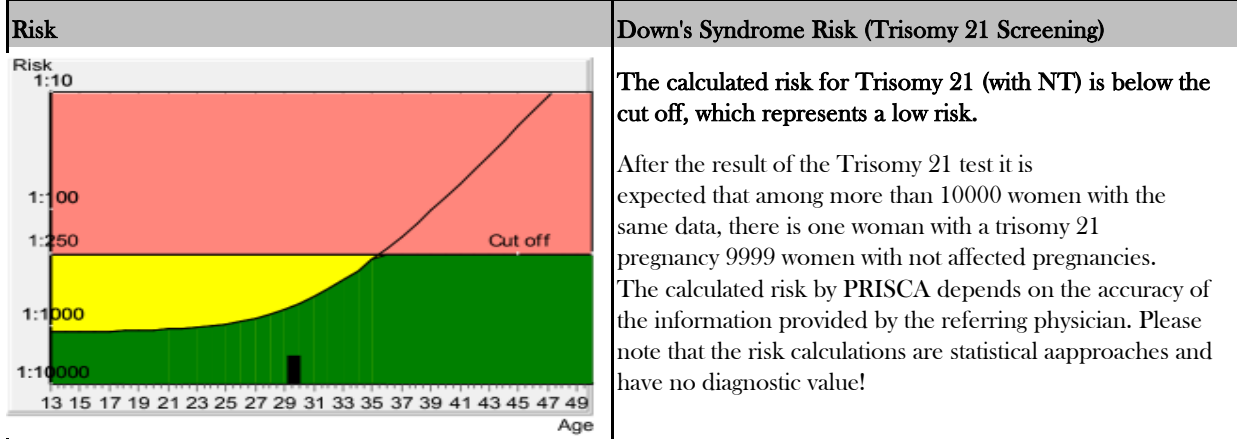 Risk
Down's Syndrome Risk (Trisomy 21 Screening)
Risk
1:10
1:100
1:250
Cut off
1:1000
1:10000
13 15 17 19 21 23 25 27 29 31 33 35 37 39 41 43 45 47 49
Age
The calculated risk for Trisomy 21 (with NT) is below the
cut off, which represents a low risk.
After the result of the Trisomy 21 test it is
expected that among more than 10000 women with the
same data, there is one woman with a trisomy 21
pregnancy 9999 women with not affected pregnancies.
The calculated risk by PRISCA depends on the accuracy of
the information provided by the referring physician. Please
note that the risk calculations are statistical aapproaches and
have no diagnostic value!